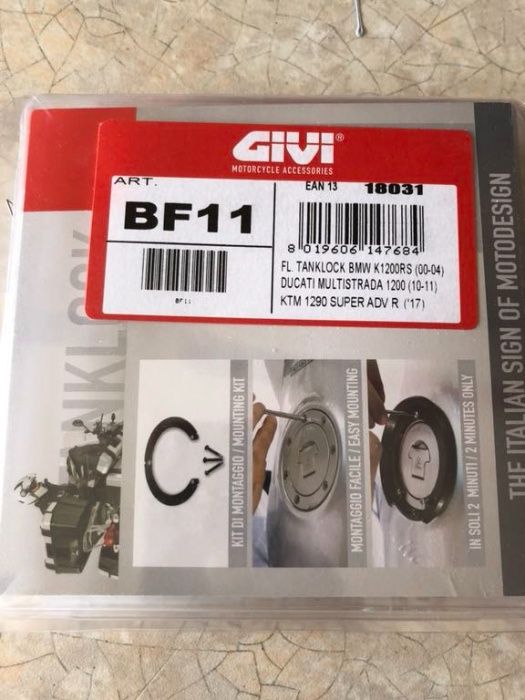 GIVI®
MOTORCYCLE ACCESSORIES
ART.
BF11
BF11
EAN 13 18031
8 019606 147684
FL. TANKLOCK BMW K1200RS (00-04)
DUCATI MULTISTRADA 1200 (10-11)
KTM 1290 SUPER ADV R. ('17)
TANKLOCK
KIT DI MONTAGGIO / MOUNTING KIT
MONTAGGIO FACILE / EASY MOUNTING
IN SOLI 2 MINUTI / 2 MINUTES ONLY
THE ITALIAN SIGN OF MOTODESIGN